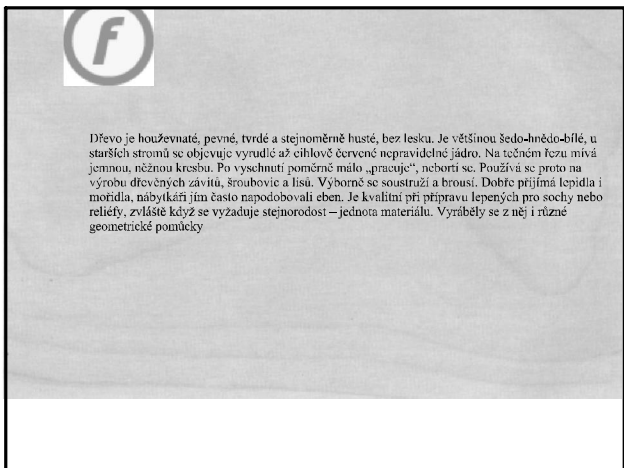 f
Dřevo je houževnaté, pevné, tvrdé a stejnoměrně husté, bez lesku. Je většinou šedo-hnědo-bílé, u
starších stromů se objevuje vyrudlé až cihlově červené nepravidelné jádro. Na tečném řezu mívá
jemnou, něžnou kresbu. Po vyschnutí poměrně málo „pracuje“, nebortí se. Používá se proto na
výrobu dřevěných závitů, šroubovic a lisů. Výborně se soustruží a brousí. Dobře přijímá lepidla i
mořidla, nábytkáři jím často napodobovali eben. Je kvalitní při přípravu lepených pro sochy nebo
reliéfy, zvláště když se vyžaduje stejnorodost – jednota materiálu. Vyráběly se z něj i různé
geometrické pomůcky